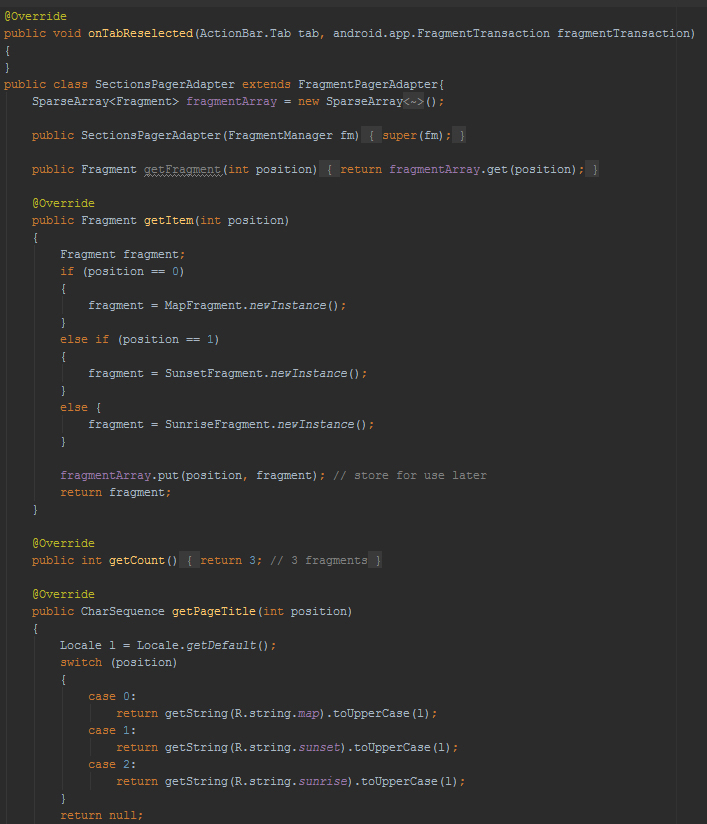 @Override
public void onTabReselected(ActionBar.Tab tab, android.app.FragmentTransaction fragmentTransaction)
{
}
public class SectionsPagerAdapter extends FragmentPagerAdapter{
    SparseArray<Fragment> fragmentArray = new SparseArray<~>();

    public SectionsPagerAdapter(FragmentManager fm) { super(fm); }

    public Fragment getFragment(int position) { return fragmentArray.get(position); }

    @Override
    public Fragment getItem(int position)
    {
        Fragment fragment;
        if (position == 0)
        {
            fragment = MapFragment.newInstance();
        }
        else if (position == 1)
        {
            fragment = SunsetFragment.newInstance();
        }
        else {
            fragment = SunriseFragment.newInstance();
        }

        fragmentArray.put(position, fragment); // store for use later
        return fragment;
    }

    @Override
    public int getCount() { return 3; // 3 fragments }

    @Override
    public CharSequence getPageTitle(int position)
    {
        Locale l = Locale.getDefault();
        switch (position)
        {
            case 0:
                return getString(R.string.map).toUpperCase(l);
            case 1:
                return getString(R.string.sunset).toUpperCase(l);
            case 2:
                return getString(R.string.sunrise).toUpperCase(l);
        }
        return null;